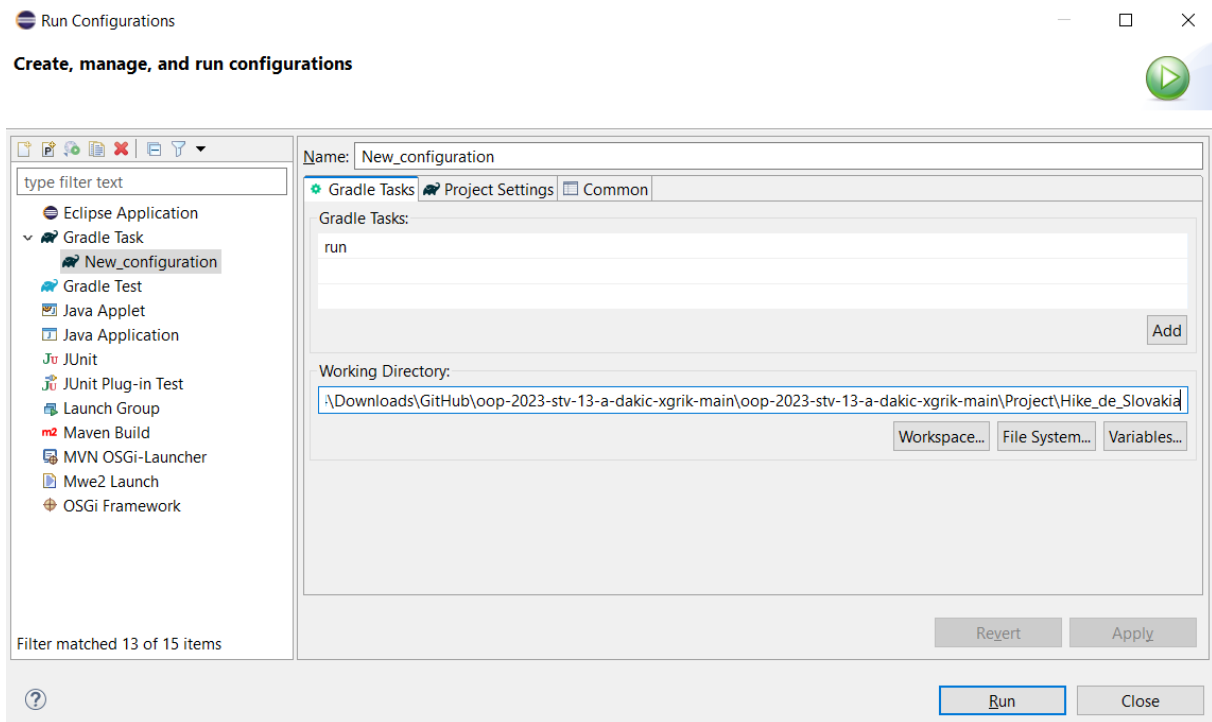 Run Configurations
Create, manage, and run configurations
type filter text
Eclipse Application
Gradle Task
New_configuration
Gradle Test
Java Applet
Java Application
Ju JUnit
JUnit Plug-in Test
Launch Group
m2 Maven Build
MVN OSGi-Launcher
Mwe2 Launch
OSGi Framework
Filter matched 13 of 15 items
Name: New_configuration
Gradle Tasks Project Settings Common
Gradle Tasks:
run
Add
Working Directory:
\Downloads\GitHub\oop-2023-stv-13-a-dakic-xgrik-main\oop-2023-stv-13-a-dakic-xgrik-main\Project\Hike_de_Slovakia
Workspace... File System... Variables...
Revert Apply
Run Close